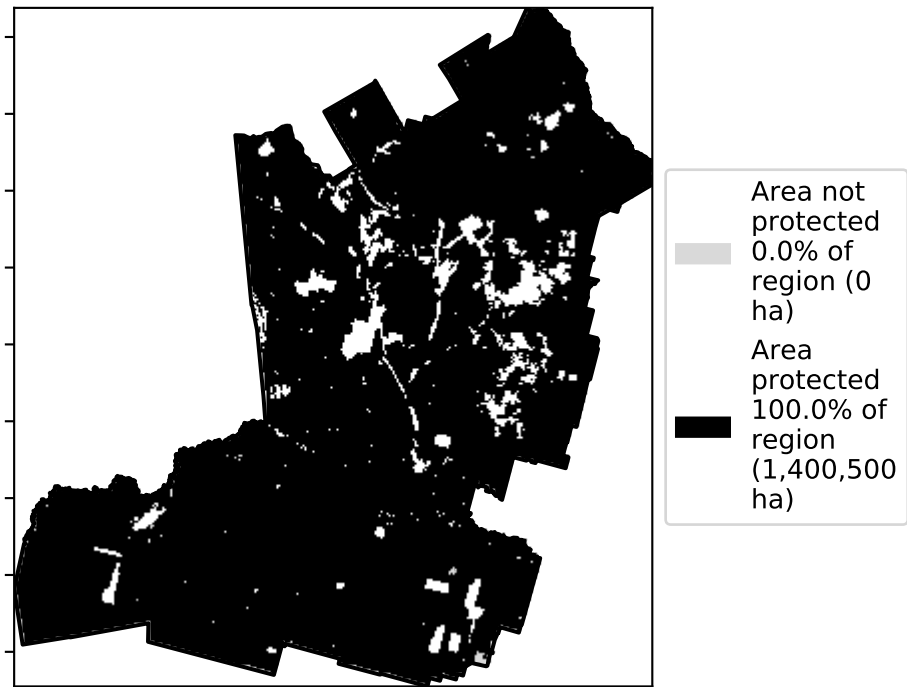 Area not
protected
0.0% of
region (0
ha)
Area
protected
100.0% of
region
(1,400,500
ha)